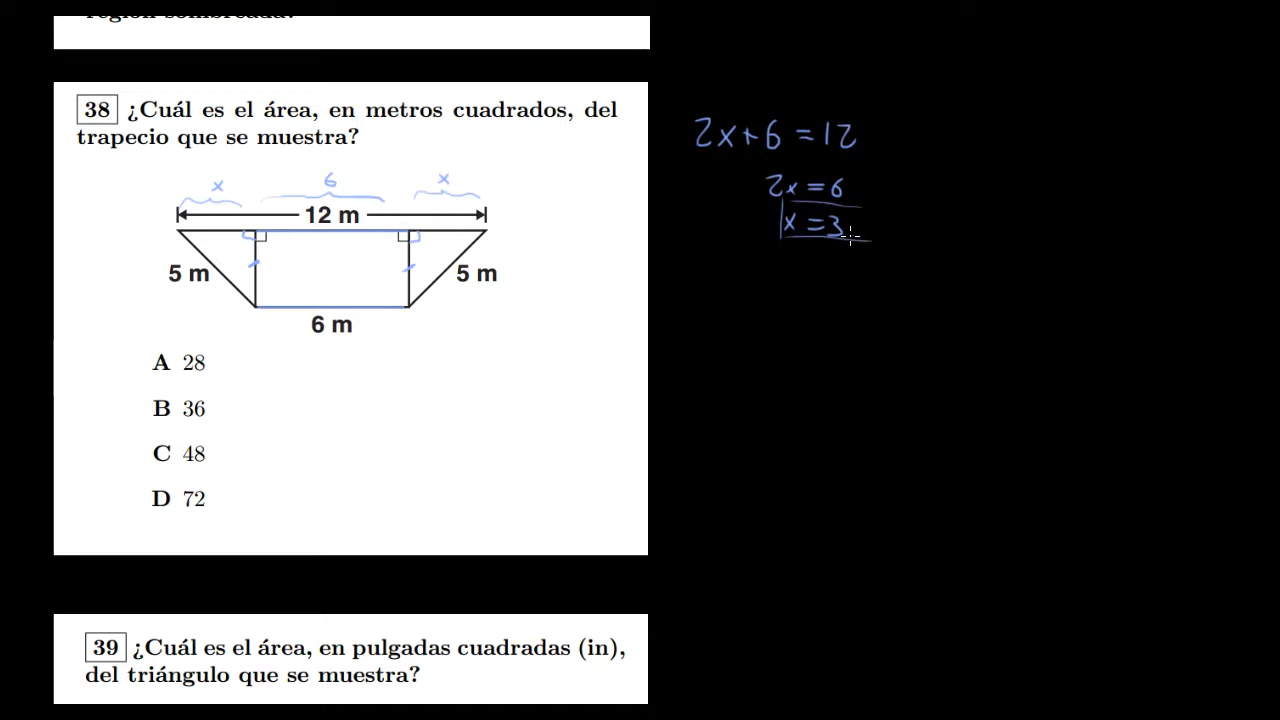 región sombreada?
38 ¿Cuál es el área, en metros cuadrados, del
trapecio que se muestra?
x 6 x
12 m
5 m 5 m
6 m
A 28
B 36
C 48
D 72
2x+6=12
2x=6
x=3
39 ¿Cuál es el área, en pulgadas cuadradas (in),
del triángulo que se muestra?